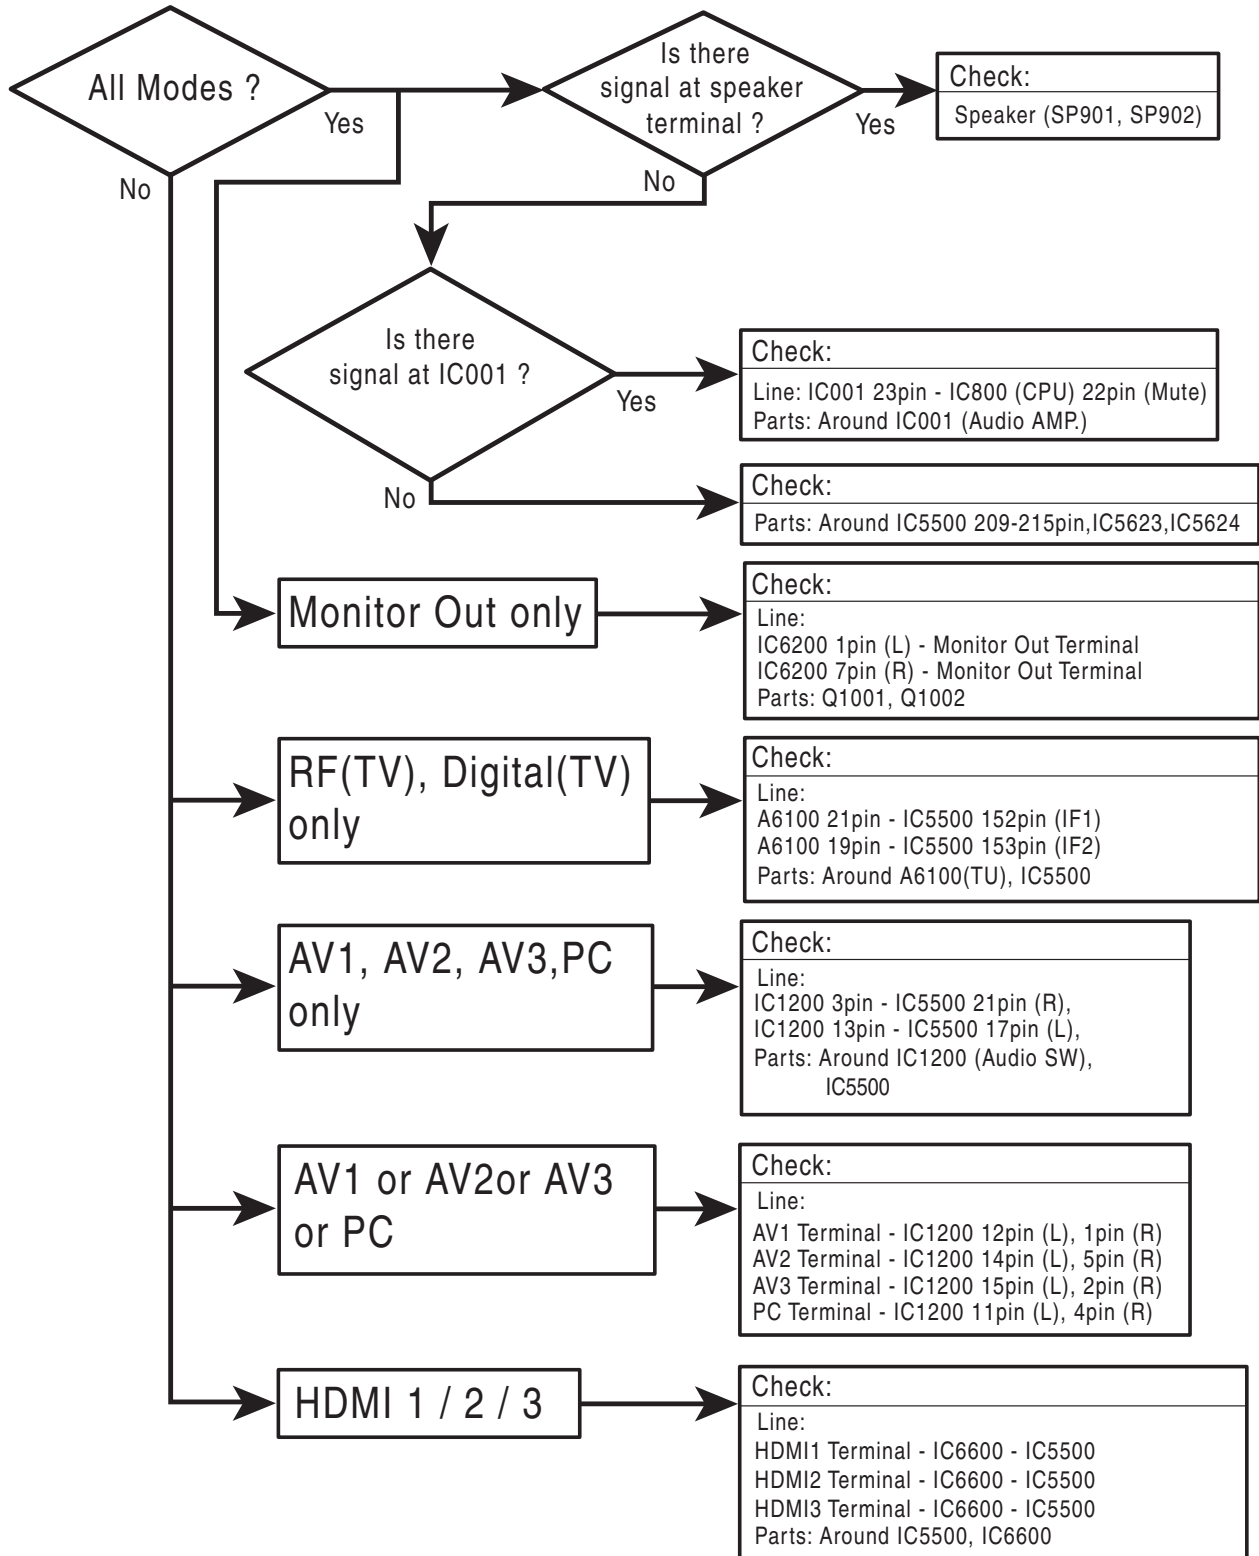 All Modes ?
Yes
No
Is there
signal at speaker
terminal ?
Yes
No
Check:
Speaker (SP901, SP902)
Is there
signal at IC001 ?
Yes
No
Check:
Line: IC001 23pin - IC800 (CPU) 22pin (Mute)
Parts: Around IC001 (Audio AMP.)
Check:
Parts: Around IC5500 209-215pin,IC5623,IC5624
Monitor Out only
Check:
Line:
IC6200 1pin (L) - Monitor Out Terminal
IC6200 7pin (R) - Monitor Out Terminal
Parts: Q1001, Q1002
RF(TV), Digital(TV)
only
Check:
Line:
A6100 21pin - IC5500 152pin (IF1)
A6100 19pin - IC5500 153pin (IF2)
Parts: Around A6100(TU), IC5500
AV1, AV2, AV3,PC
only
Check:
Line:
IC1200 3pin - IC5500 21pin (R),
IC1200 13pin - IC5500 17pin (L),
Parts: Around IC1200 (Audio SW),
IC5500
AV1 or AV2or AV3
or PC
Check:
Line:
AV1 Terminal - IC1200 12pin (L), 1pin (R)
AV2 Terminal - IC1200 14pin (L), 5pin (R)
AV3 Terminal - IC1200 15pin (L), 2pin (R)
PC Terminal - IC1200 11pin (L), 4pin (R)
HDMI 1 / 2 / 3
Check:
Line:
HDMI1 Terminal - IC6600 - IC5500
HDMI2 Terminal - IC6600 - IC5500
HDMI3 Terminal - IC6600 - IC5500
Parts: Around IC5500, IC6600